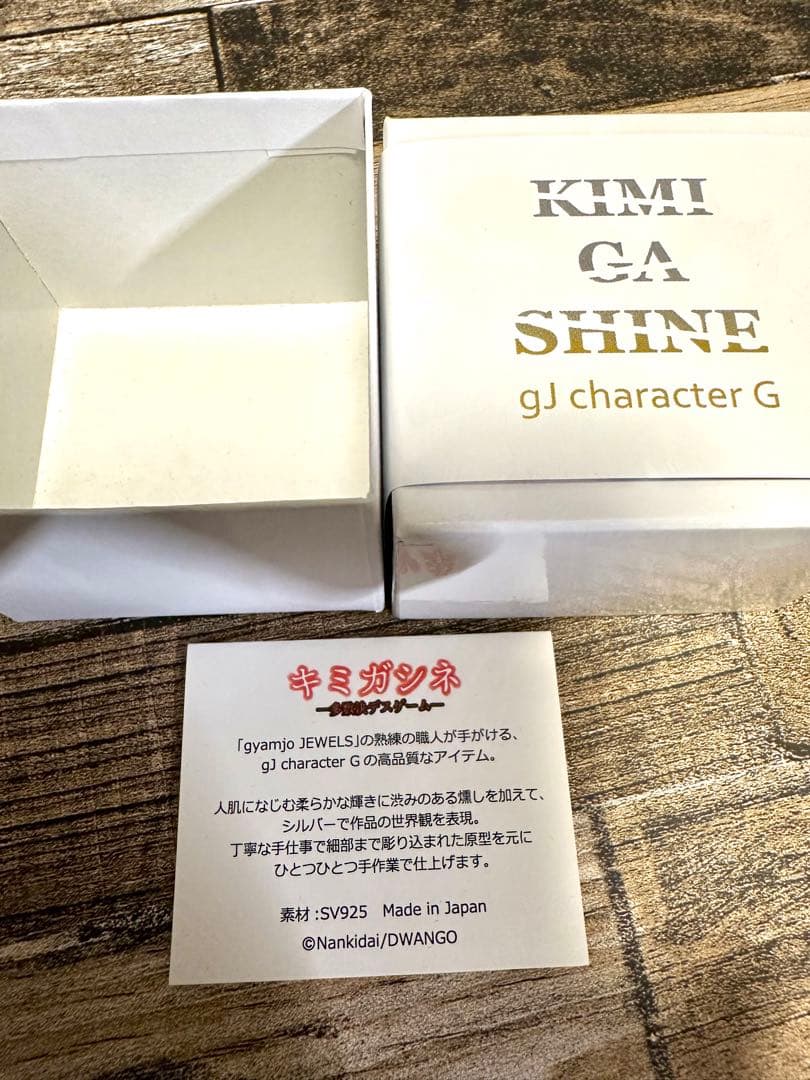 KIMI
GA
SHINE
gJ character G
キミガシネ
―多数決デスゲーム―
「gyamjo JEWELS」の熟練の職人が手がける、
gJ character G の高品質なアイテム。
人肌になじむ柔らかな輝きに渋みのある燻しを加えて、
シルバーで作品の世界観を表現。
丁寧な手仕事で細部まで彫り込まれた原型を元に
ひとつひとつ手作業で仕上げます。
素材 :SV925 Made in Japan
©Nankidai/DWANGO